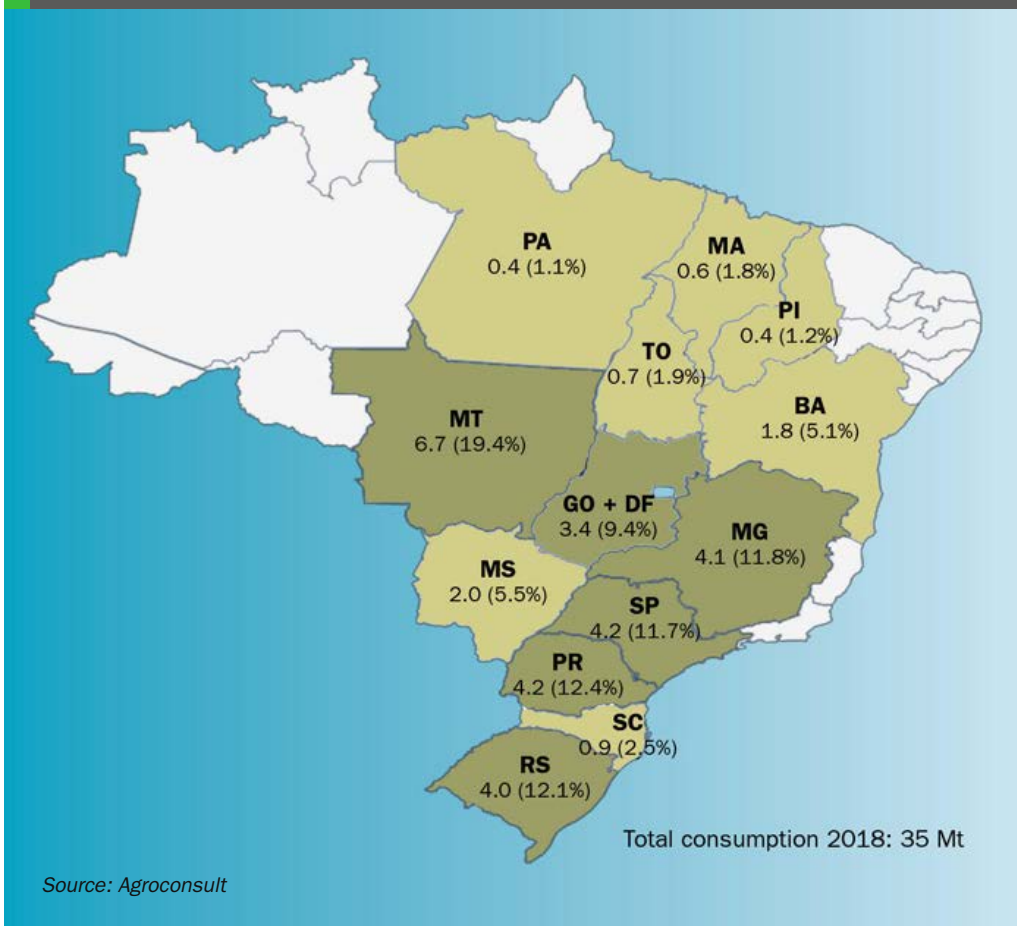 PA
0.4 (1.1%)
MA
0.6 (1.8%)
PI
0.4 (1.2%)
TO
0.7 (1.9%)
BA
1.8 (5.1%)
MT
6.7 (19.4%)
GO + DF
3.4 (9.4%)
MG
4.1 (11.8%)
MS
2.0 (5.5%)
SP
4.2 (11.7%)
PR
4.2 (12.4%)
SC
0.9 (2.5%)
RS
4.0 (12.1%)
Total consumption 2018: 35 Mt
Source: Agroconsult